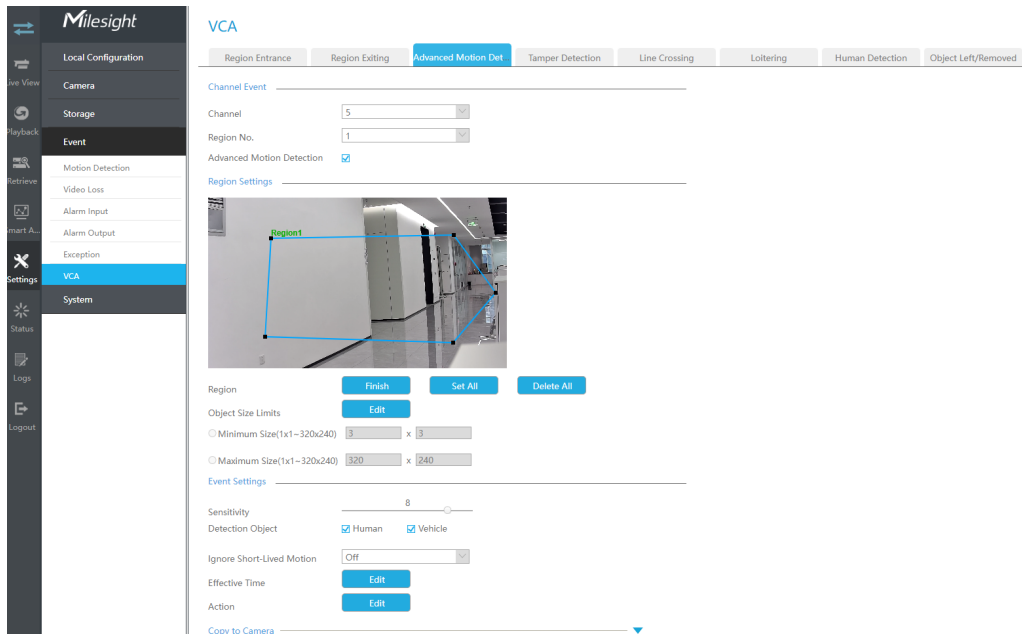 Milesight
Local Configuration
Camera
Storage
Event
Motion Detection
Video Loss
Alarm Input
Alarm Output
Exception
VCA
System
Live View
Playback
Retrieve
Smart A...
Settings
Status
Logs
Logout
VCA
Region Entrance Region Exiting Advanced Motion Det Tamper Detection Line Crossing Loitering Human Detection Object Left/Removed
Channel Event
Channel 5
Region No. 1
Advanced Motion Detection
Region Settings
Region1
Region Finish Set All Delete All
Object Size Limits Edit
Minimum Size(1x1~320x240) 3 x 3
Maximum Size(1x1~320x240) 320 x 240
Event Settings
Sensitivity 8
Detection Object Human Vehicle
Ignore Short-Lived Motion Off
Effective Time Edit
Action Edit
Copy to Camera